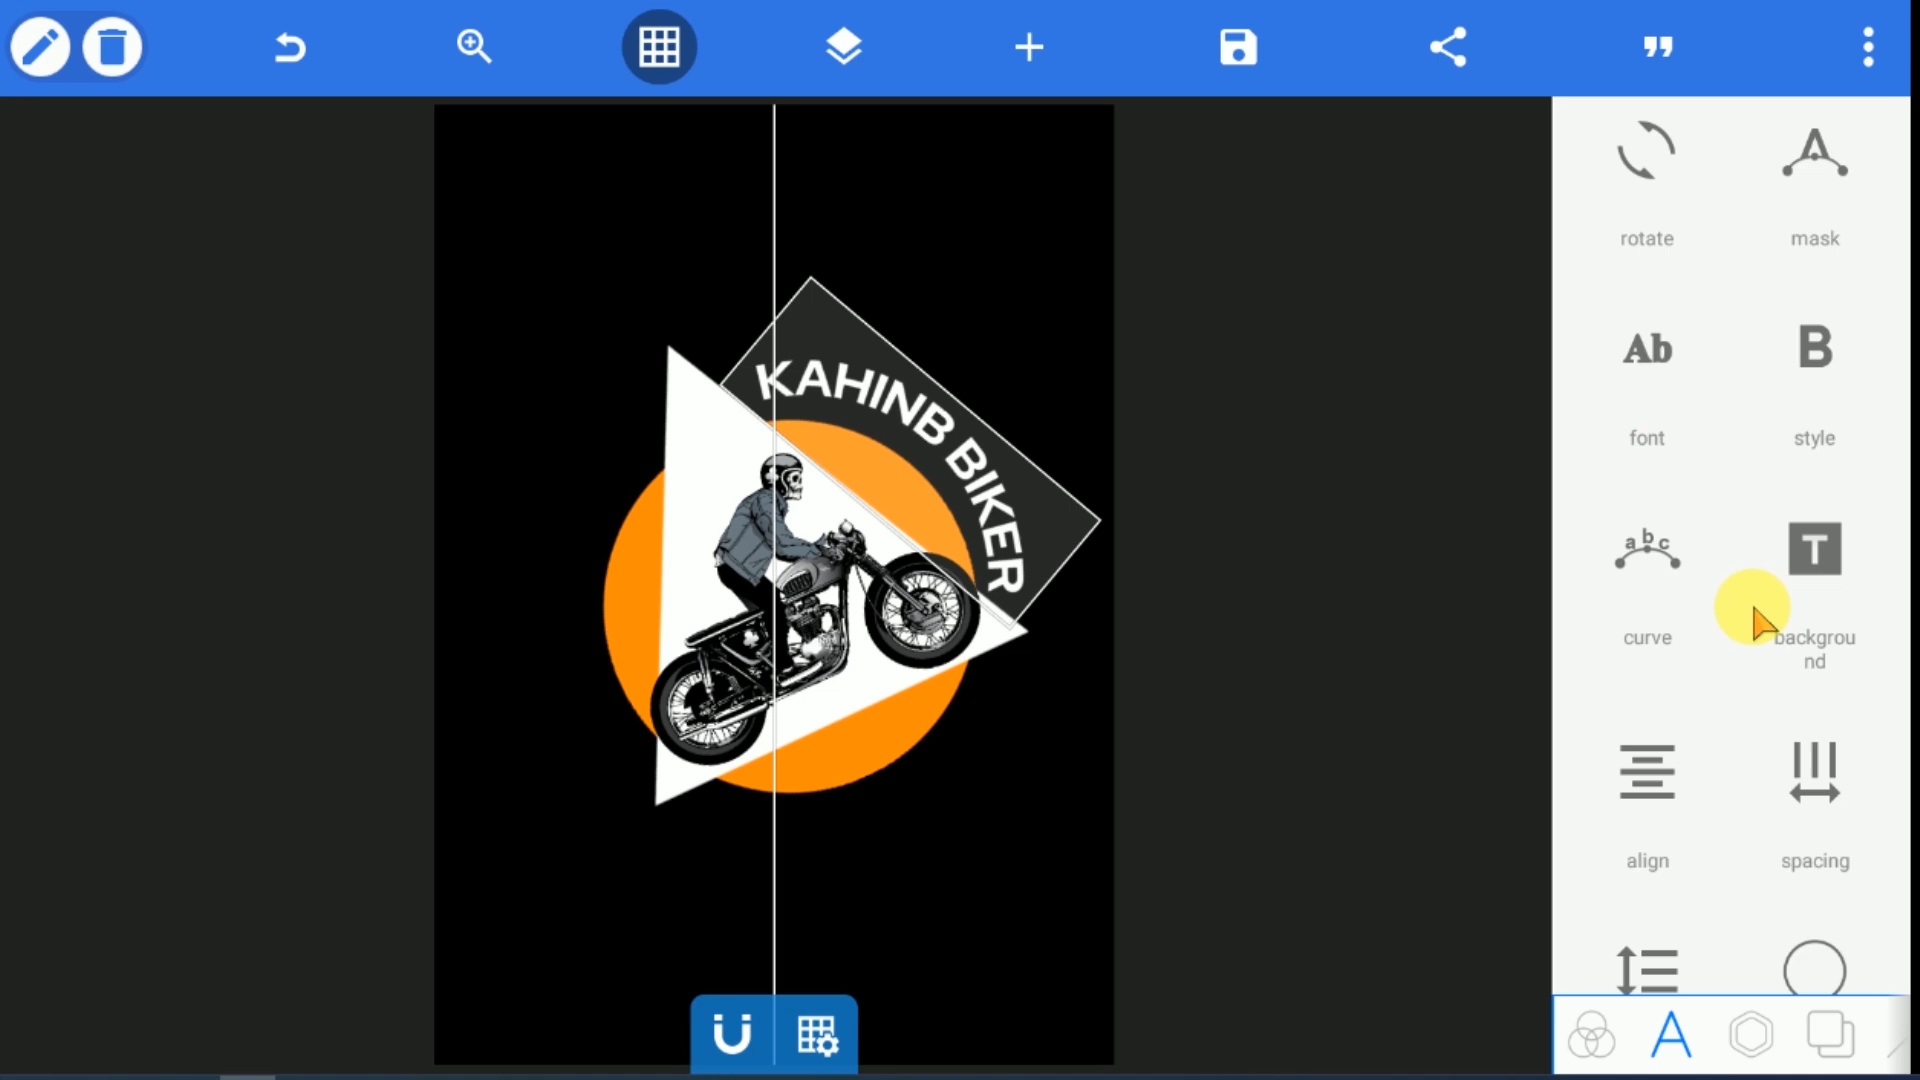 rotate
mask
KAHINB BIKER
Ab
B
font
style
abc
T
curve
backgrou
nd
align
spacing
A